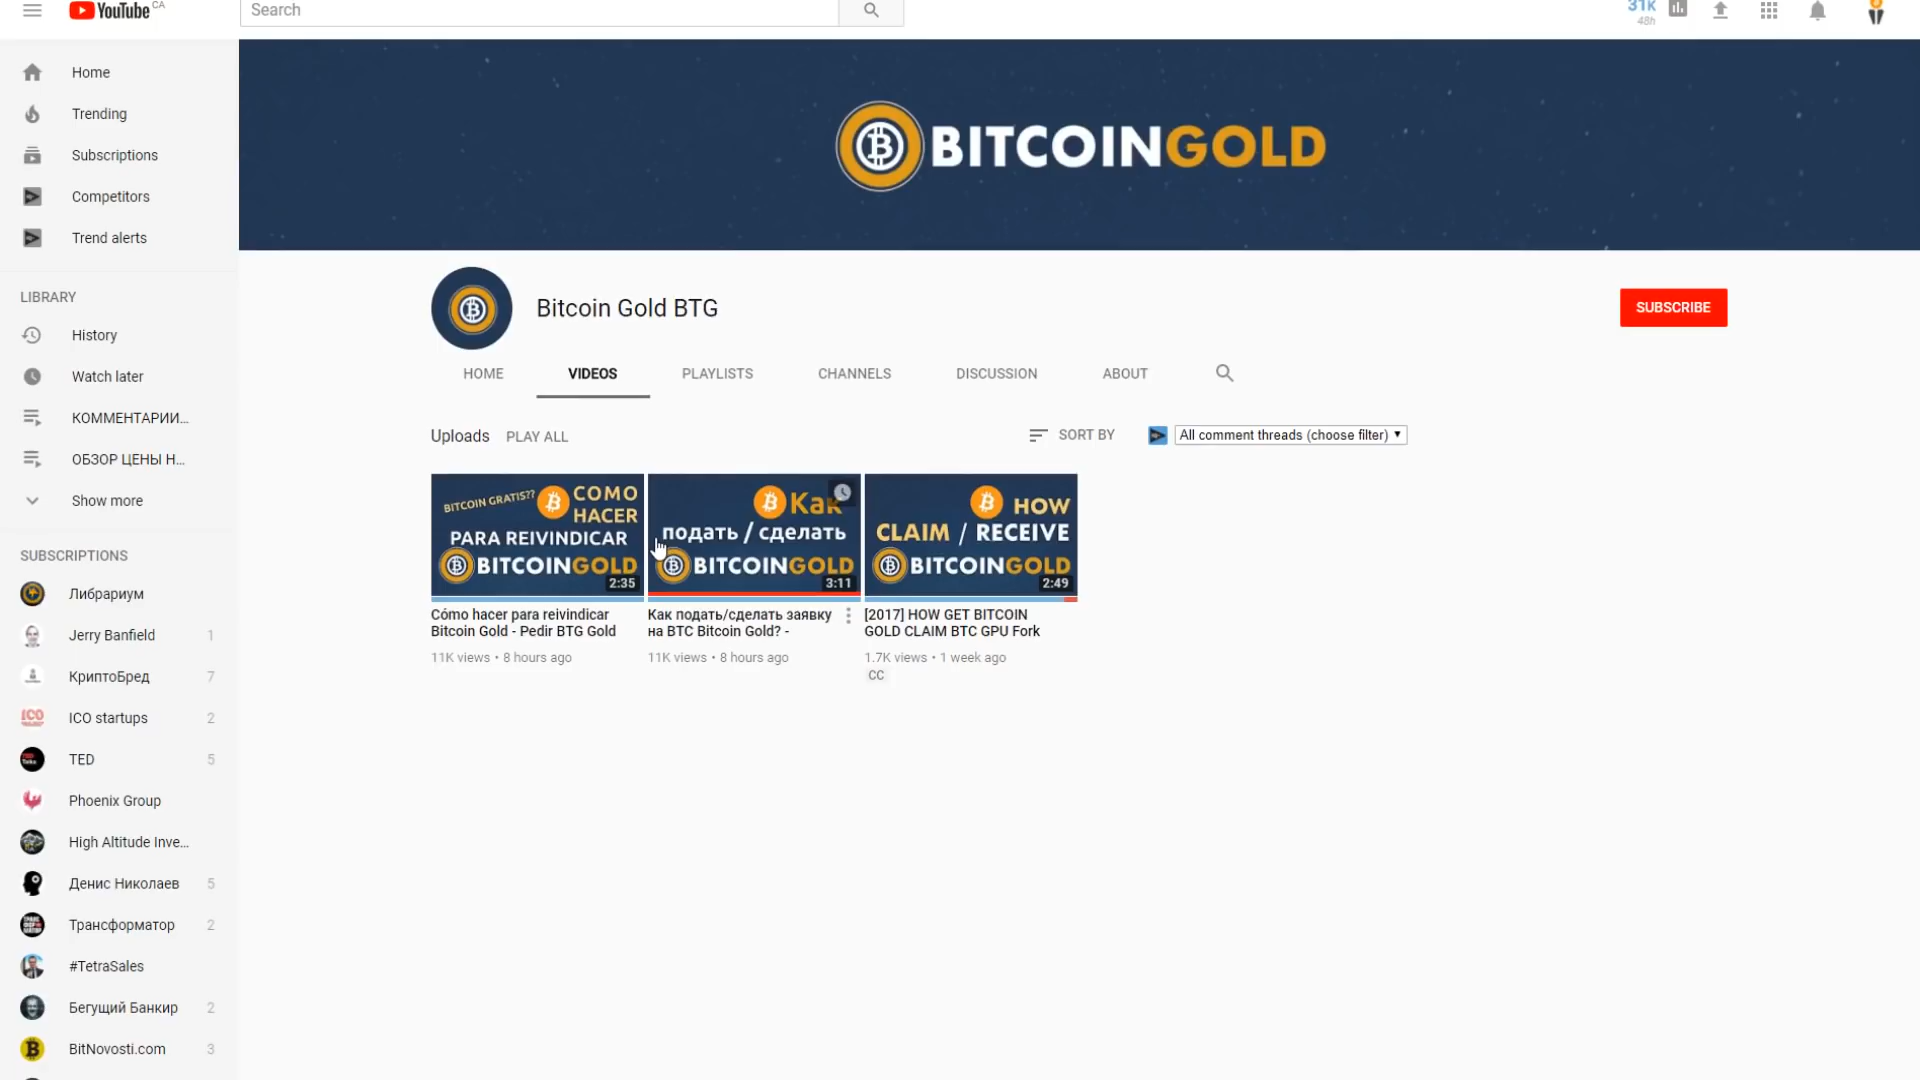 YouTube CA
Search
31K
48h
Home
Trending
Subscriptions
Competitors
Trend alerts
LIBRARY
History
Watch later
КОММЕНТАРИИ...
ОБЗОР ЦЕНЫ Н...
Show more
SUBSCRIPTIONS
Либрариум
Jerry Banfield 1
КриптоБред 7
ICO startups 2
TED 5
Phoenix Group
High Altitude Inve...
Денис Николаев 5
Трансформатор 2
#TetraSales
Бегущий Банкир 2
BitNovosti.com 3
BITCOINGOLD
Bitcoin Gold BTG
SUBSCRIBE
HOME VIDEOS PLAYLISTS CHANNELS DISCUSSION ABOUT
Uploads PLAY ALL
SORT BY
All comment threads (choose filter)
BITCOIN GRATIS??
COMO
HACER
PARA REIVINDICAR
BITCOINGOLD
2:35
Cómo hacer para reivindicar
Bitcoin Gold - Pedir BTG Gold
11K views • 8 hours ago
Как
подать / сделать
BITCOINGOLD
3:11
Как подать/сделать заявку
на BTC Bitcoin Gold? -
11K views • 8 hours ago
HOW
CLAIM / RECEIVE
BITCOINGOLD
2:49
[2017] HOW GET BITCOIN
GOLD CLAIM BTC GPU Fork
1.7K views • 1 week ago
CC